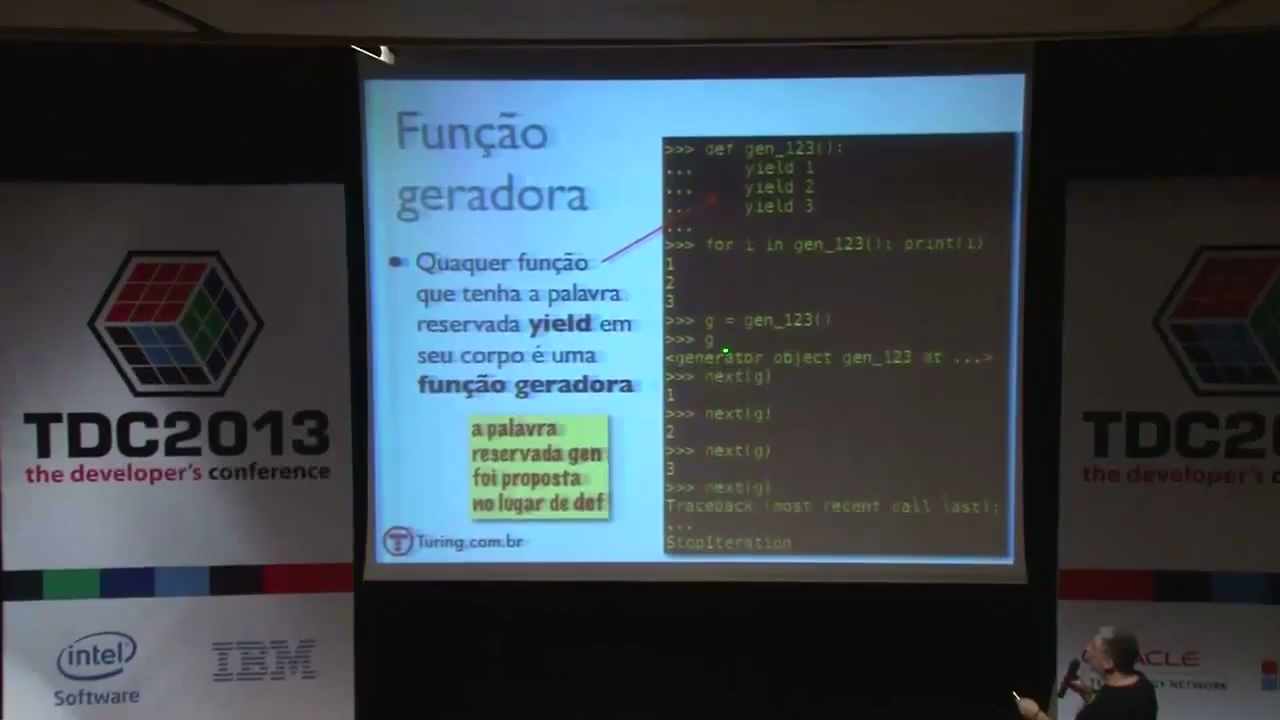 Função
geradora
• Quaquer função
que tenha a palavra
reservada yield em
seu corpo é uma
função geradora
a palavra
reservada gen
foi proposta
no lugar de def
Turing.com.br
>>> def gen_123():
...     yield 1
...     yield 2
...     yield 3
...
>>> for i in gen_123(): print(i)
1
2
3
>>> g = gen_123()
>>> g
<generator object gen_123 at ...>
>>> next(g)
1
>>> next(g)
2
>>> next(g)
3
>>> next(g)
Traceback (most recent call last):
...
StopIteration
TDC2013
the developer's conference
intel
Software
IBM
TDC2
the developer's
NETWORK